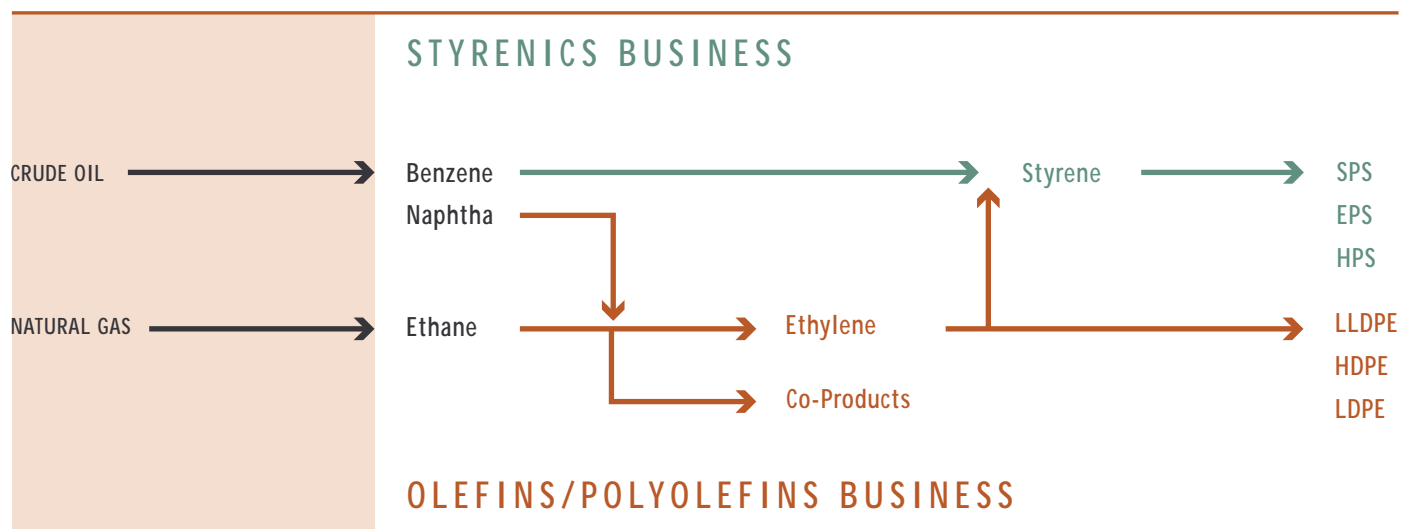 STYRENICS BUSINESS
CRUDE OIL
Benzene
Styrene
SPS
Naphtha
EPS
HPS
NATURAL GAS
Ethane
Ethylene
LLDPE
HDPE
Co-Products
LDPE
OLEFINS/POLYOLEFINS BUSINESS